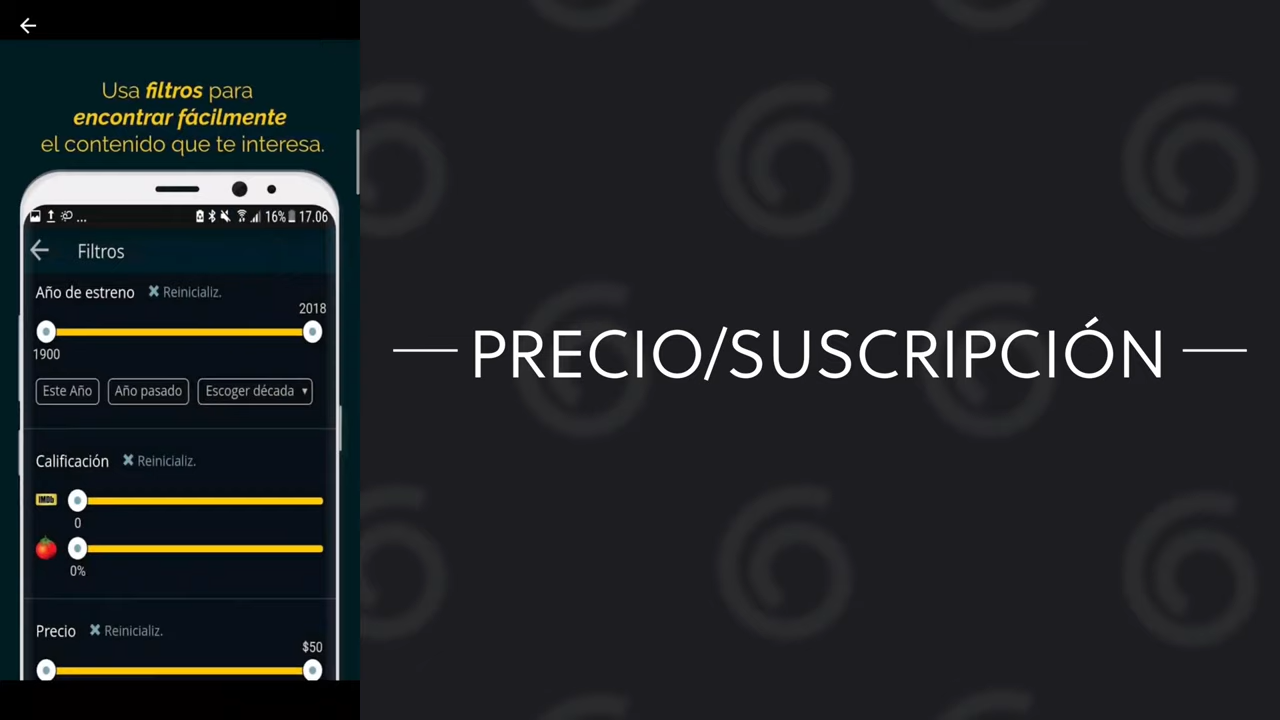 Usa filtros para
encontrar fácilmente
el contenido que te interesa.
... 16% 17.06
Filtros
Año de estreno ✖ Reinicializ.
2018
1900
Este Año Año pasado Escoger década ▾
Calificación ✖ Reinicializ.
IMDb
0
0%
Precio ✖ Reinicializ.
$50
PRECIO/SUSCRIPCIÓN